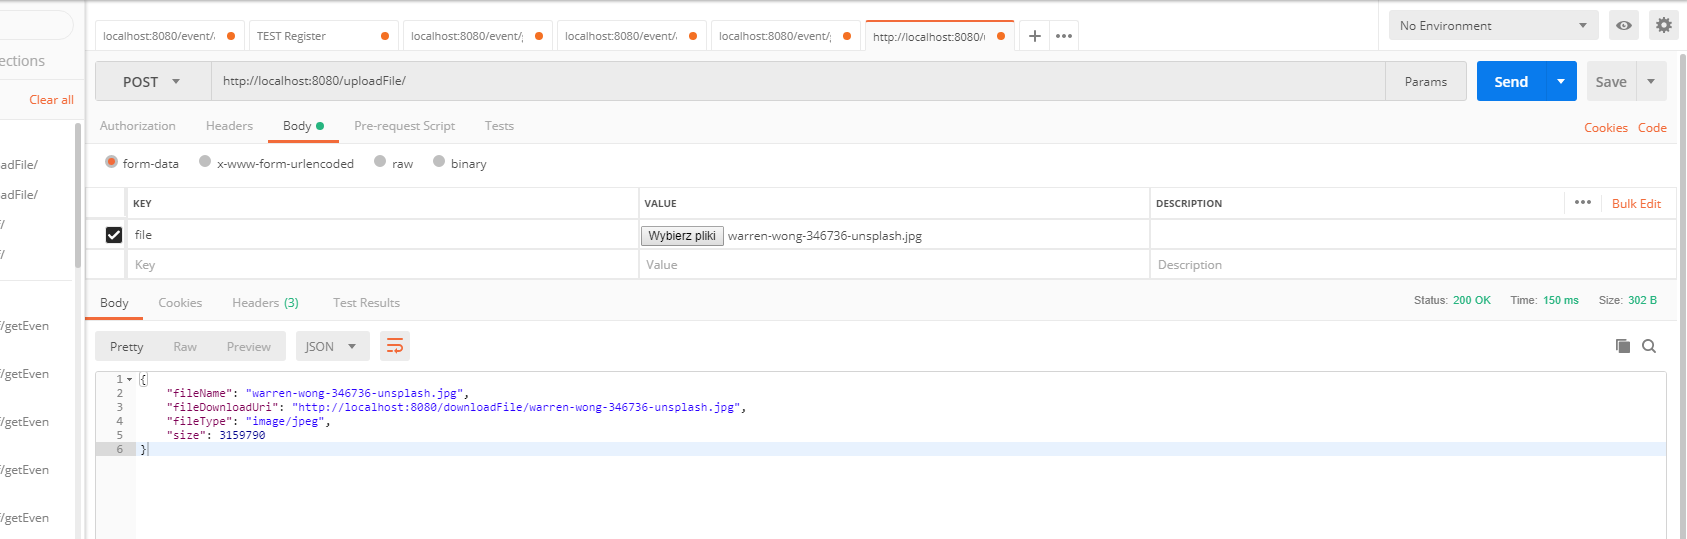 ections
Clear all
adFile/
adFile/
/
/
/getEven
/getEven
/getEven
/getEven
/getEven
localhost:8080/event/ TEST Register localhost:8080/event/ localhost:8080/event/ localhost:8080/event/ http://localhost:8080/ + ••• No Environment
POST http://localhost:8080/uploadFile/ Params Send Save
Authorization Headers Body Pre-request Script Tests Cookies Code
form-data x-www-form-urlencoded raw binary
KEY VALUE DESCRIPTION ••• Bulk Edit
file Wybierz pliki warren-wong-346736-unsplash.jpg
Key Value Description
Body Cookies Headers (3) Test Results Status: 200 OK Time: 150 ms Size: 302 B
Pretty Raw Preview JSON
1 {
2 "fileName": "warren-wong-346736-unsplash.jpg",
3 "fileDownloadUri": "http://localhost:8080/downloadFile/warren-wong-346736-unsplash.jpg",
4 "fileType": "image/jpeg",
5 "size": 3159790
6 }